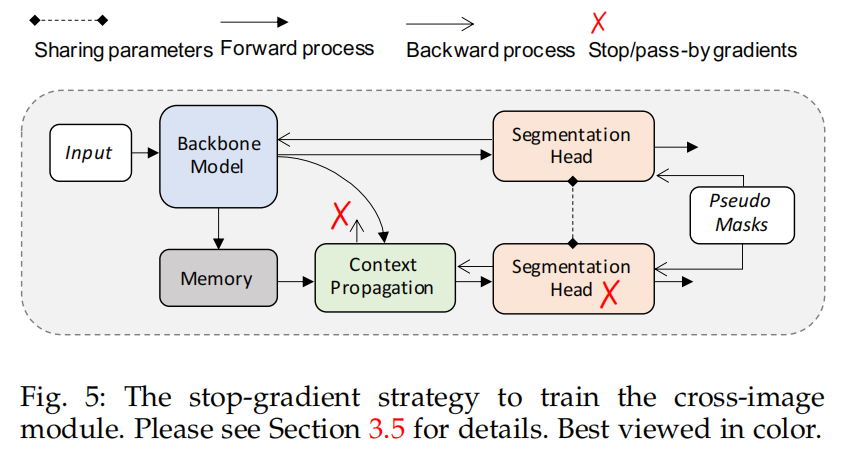 Sharing parameters Forward process Backward process Stop/pass-by gradients
Input
Backbone
Model
Segmentation
Head
Pseudo
Masks
Memory
Context
Propagation
Segmentation
Head
Fig. 5: The stop-gradient strategy to train the cross-image
module. Please see Section 3.5 for details. Best viewed in color.